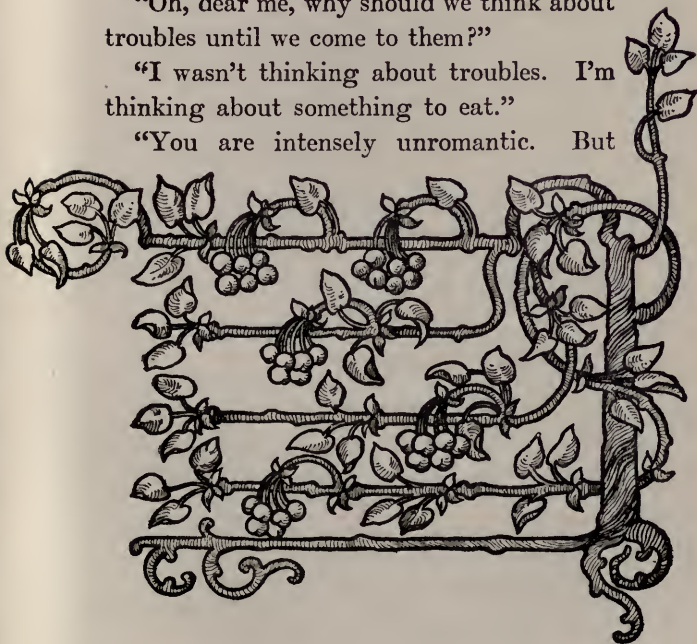 "Oh, dear me, why should we think about
troubles until we come to them?"
"I wasn't thinking about troubles. I'm
thinking about something to eat."
"You are intensely unromantic. But